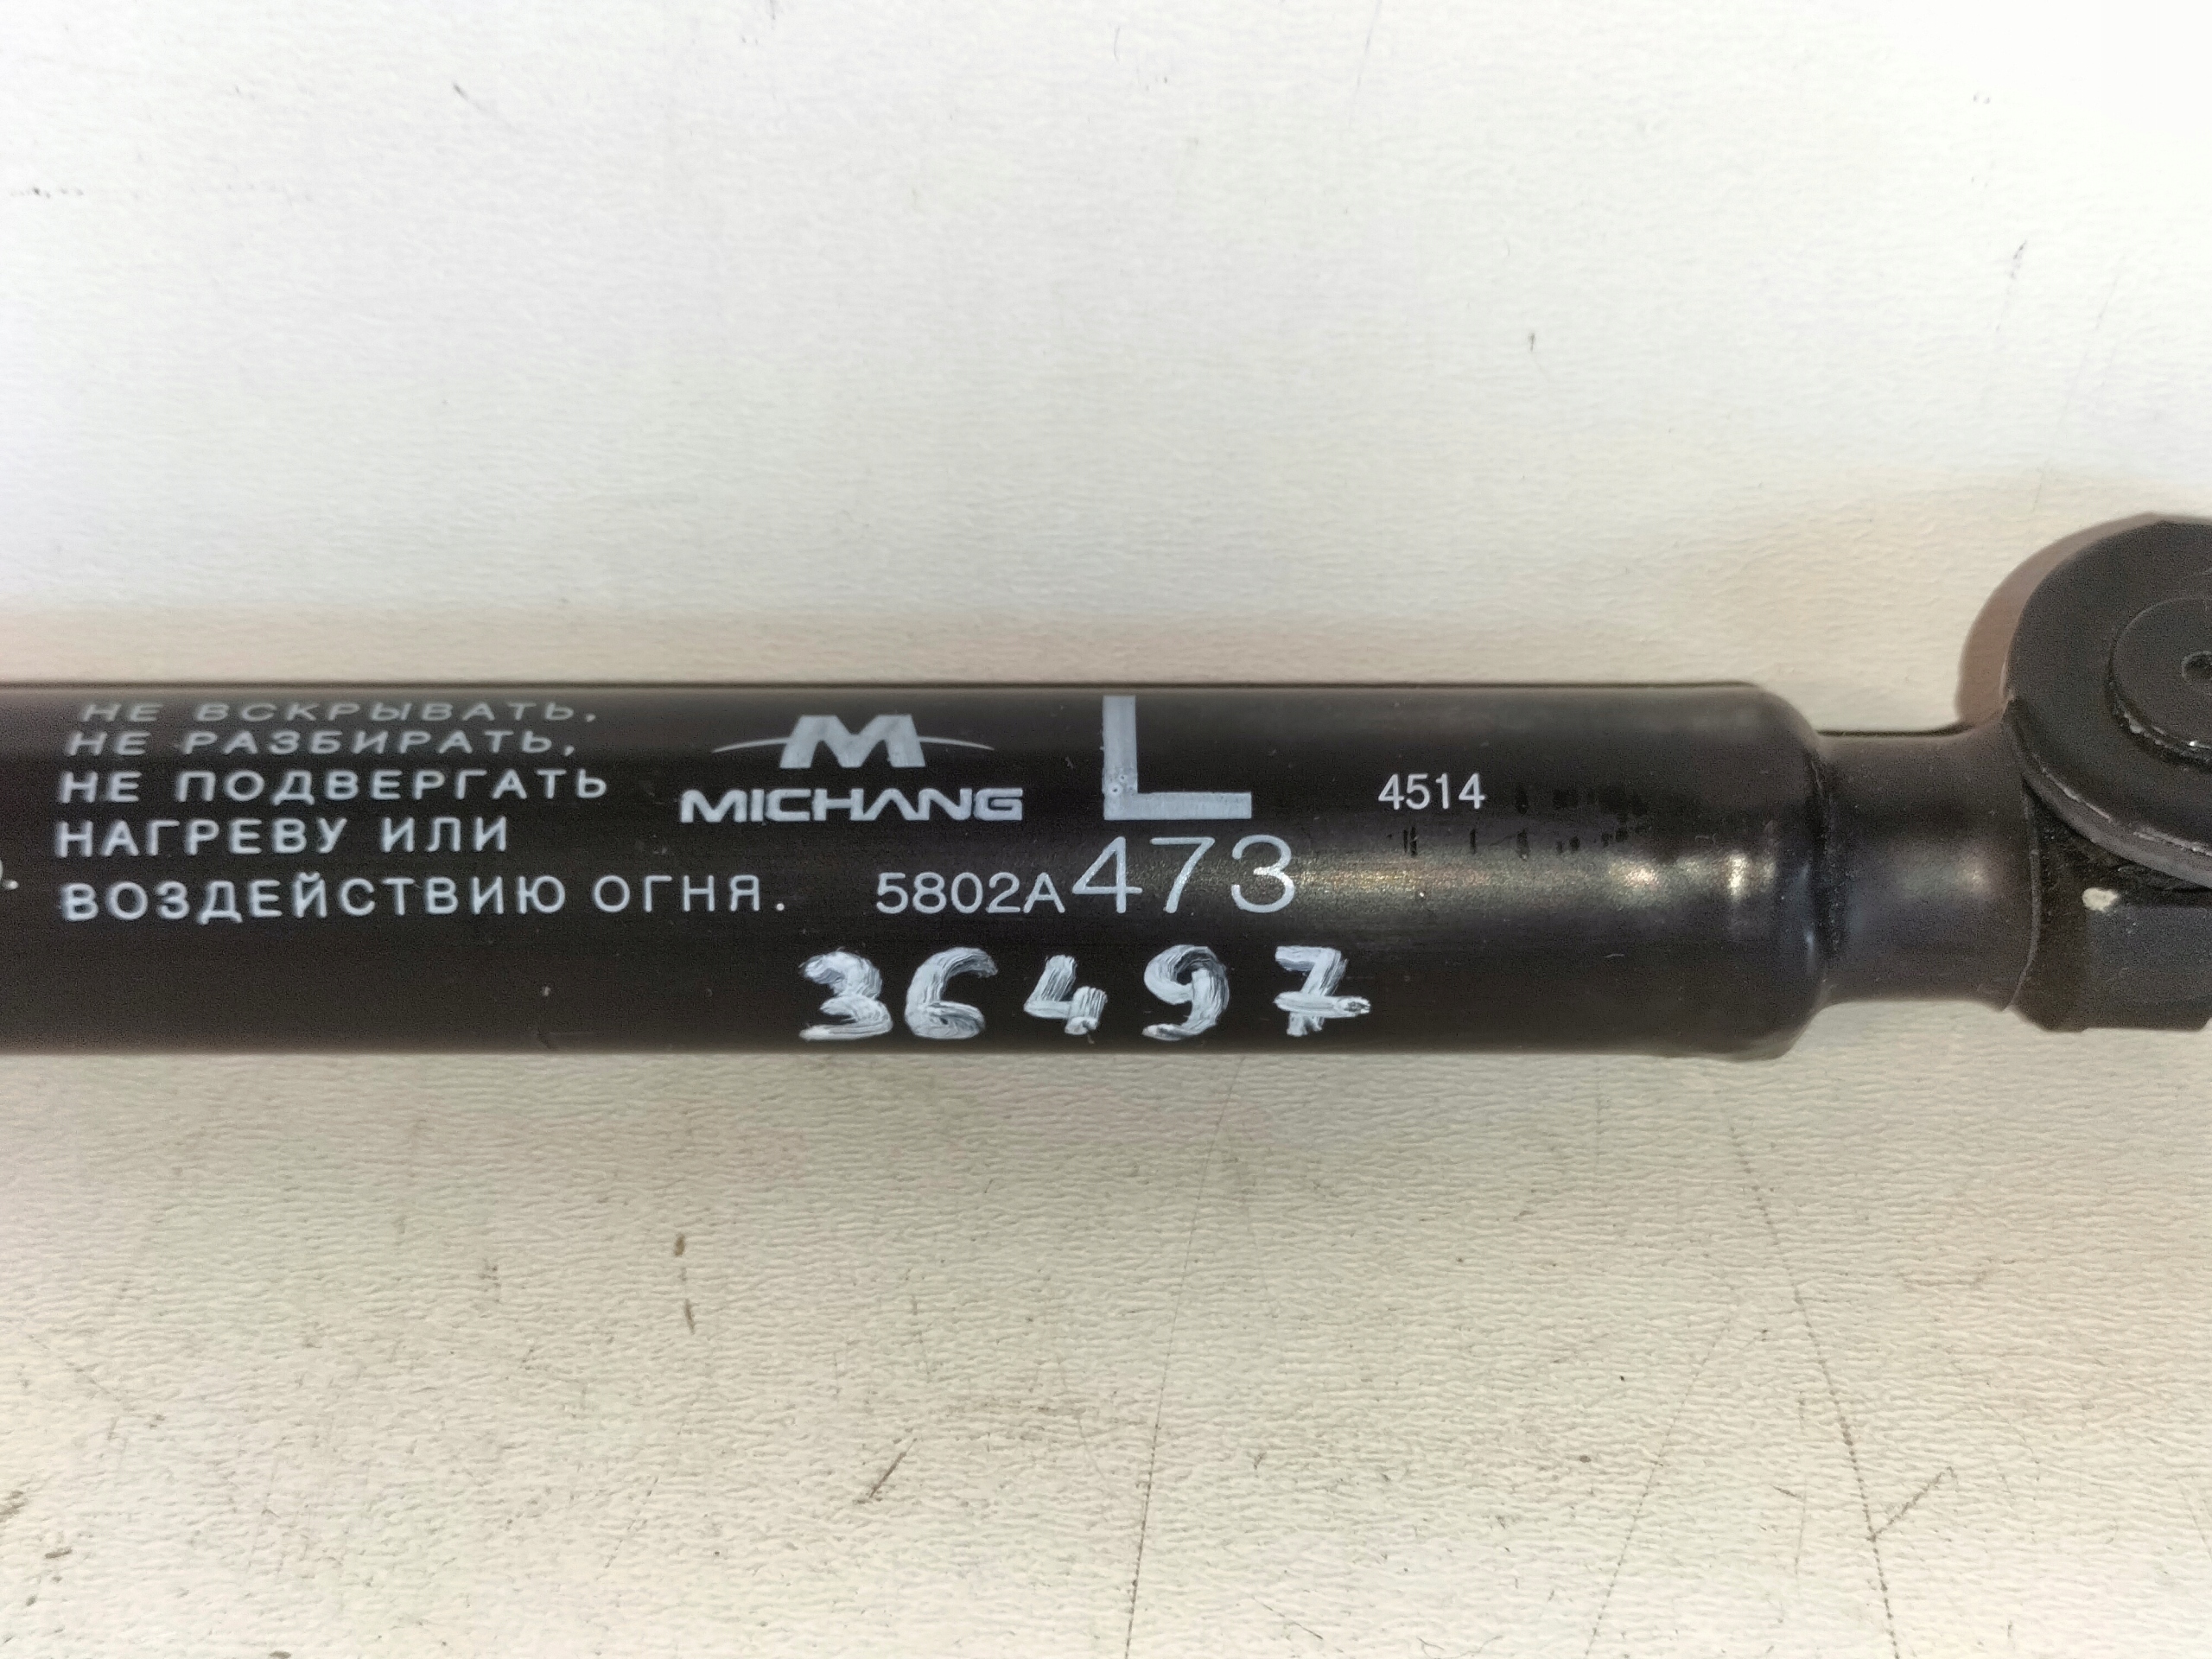 НЕ ВСКРЫВАТЬ,
НЕ РАЗБИРАТЬ,
НЕ ПОДВЕРГАТЬ
НАГРЕВУ ИЛИ
ВОЗДЕЙСТВИЮ ОГНЯ.
M
MICHANG
L
5802A473
4514
36497